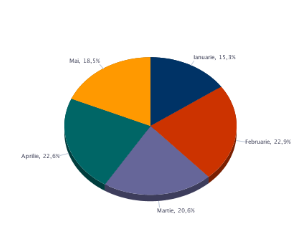 Ianuarie, 15,3%
Mai, 18,5%
Februarie, 22,9%
Aprilie, 22,6%
Martie, 20,6%